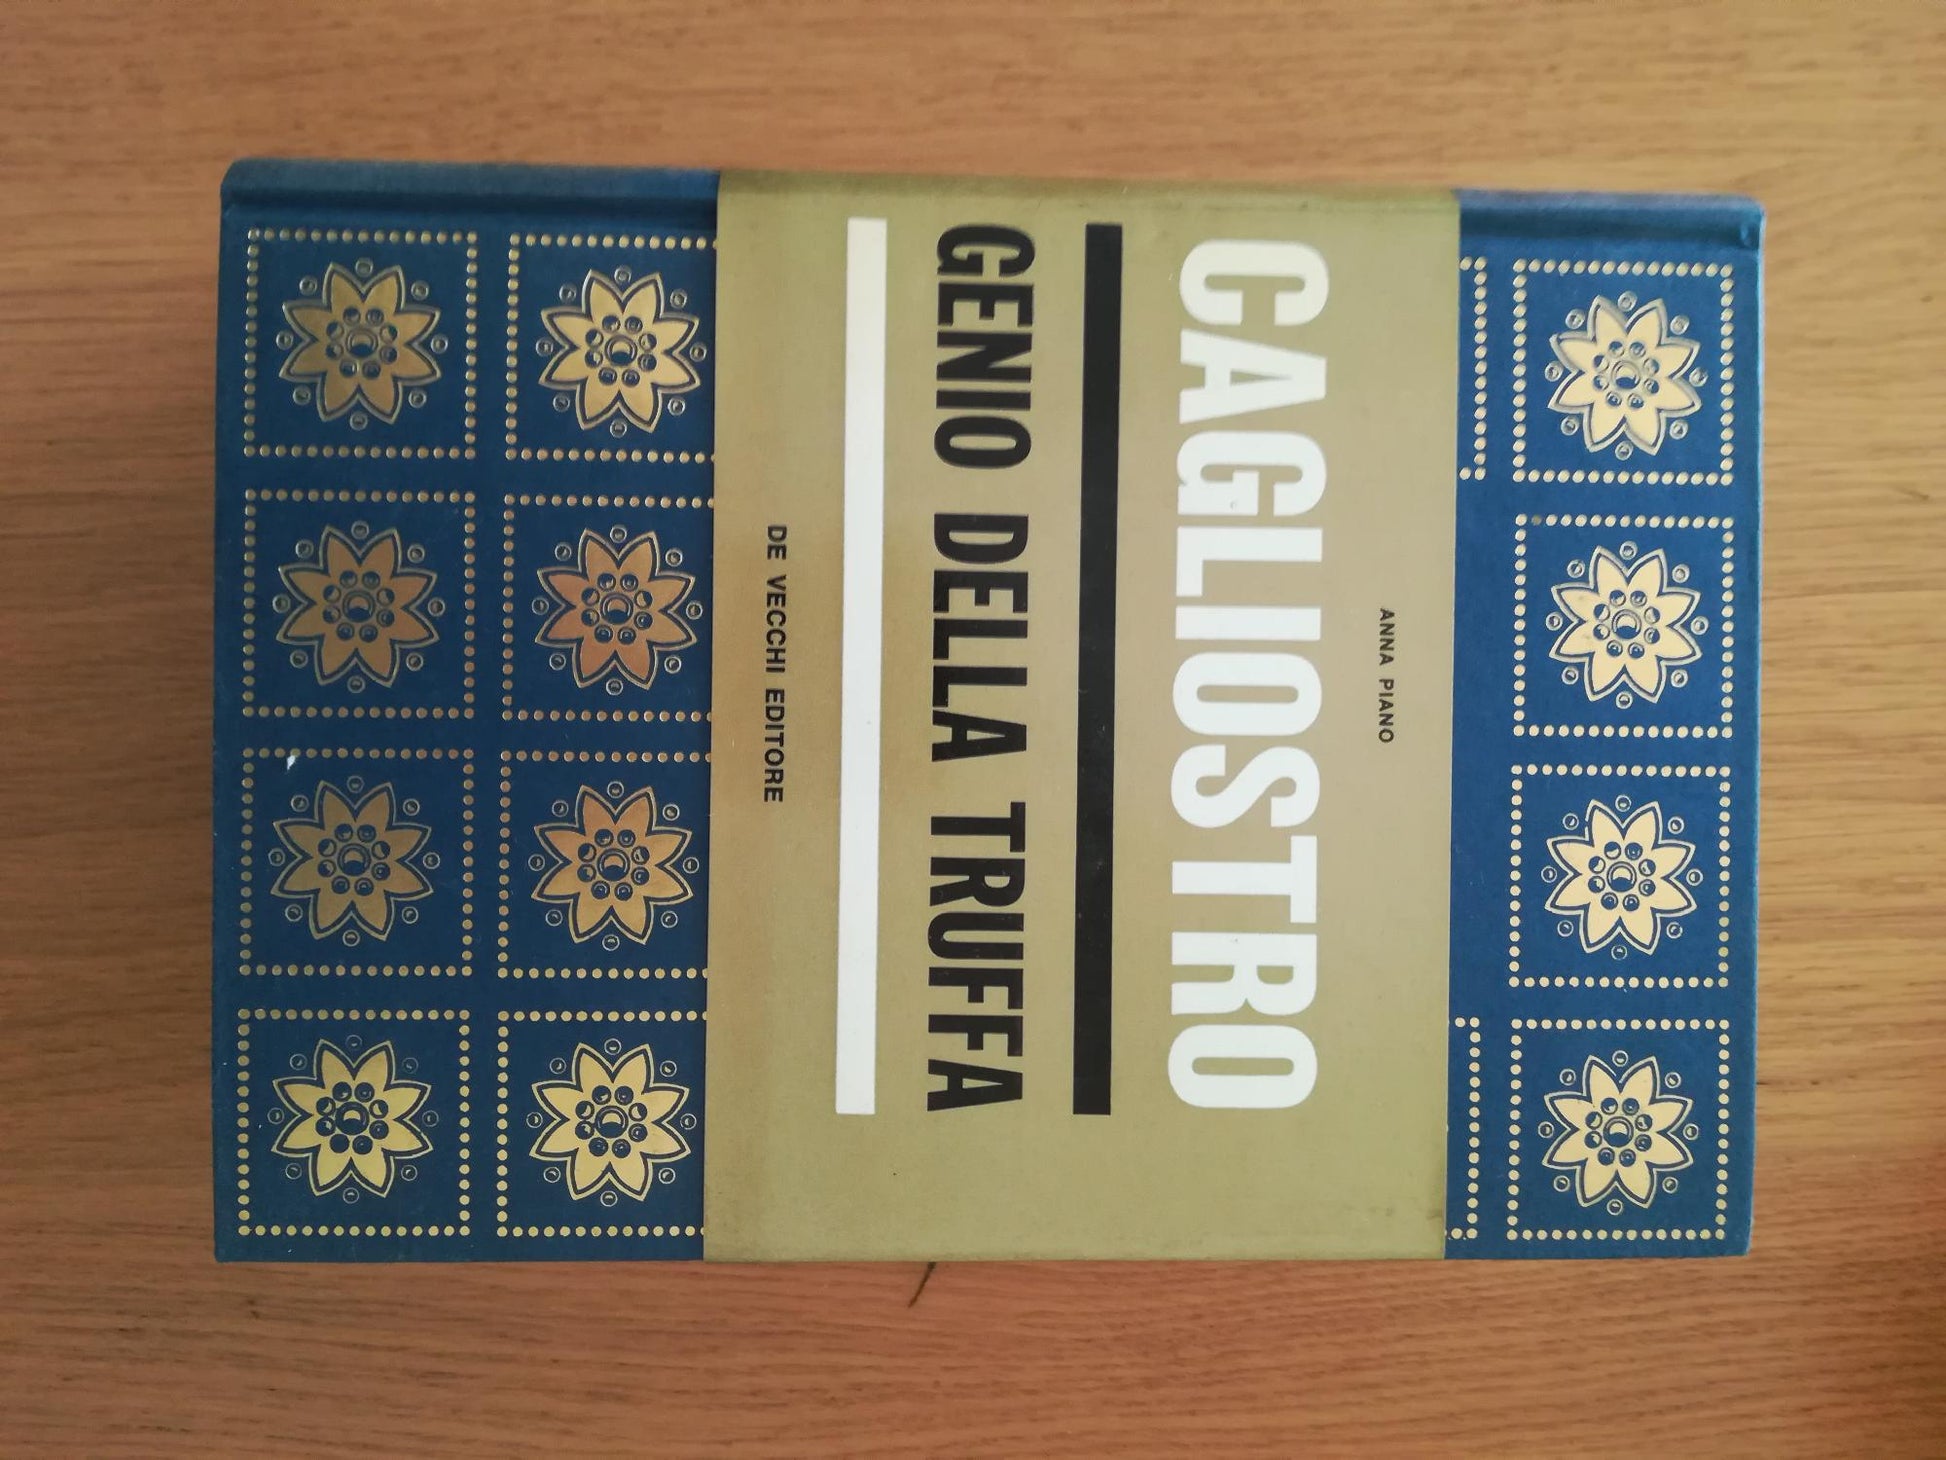 ANNA PIANO
CAGLIOSTRO
GENIO DELLA TRUFFA
DE VECCHI EDITORE